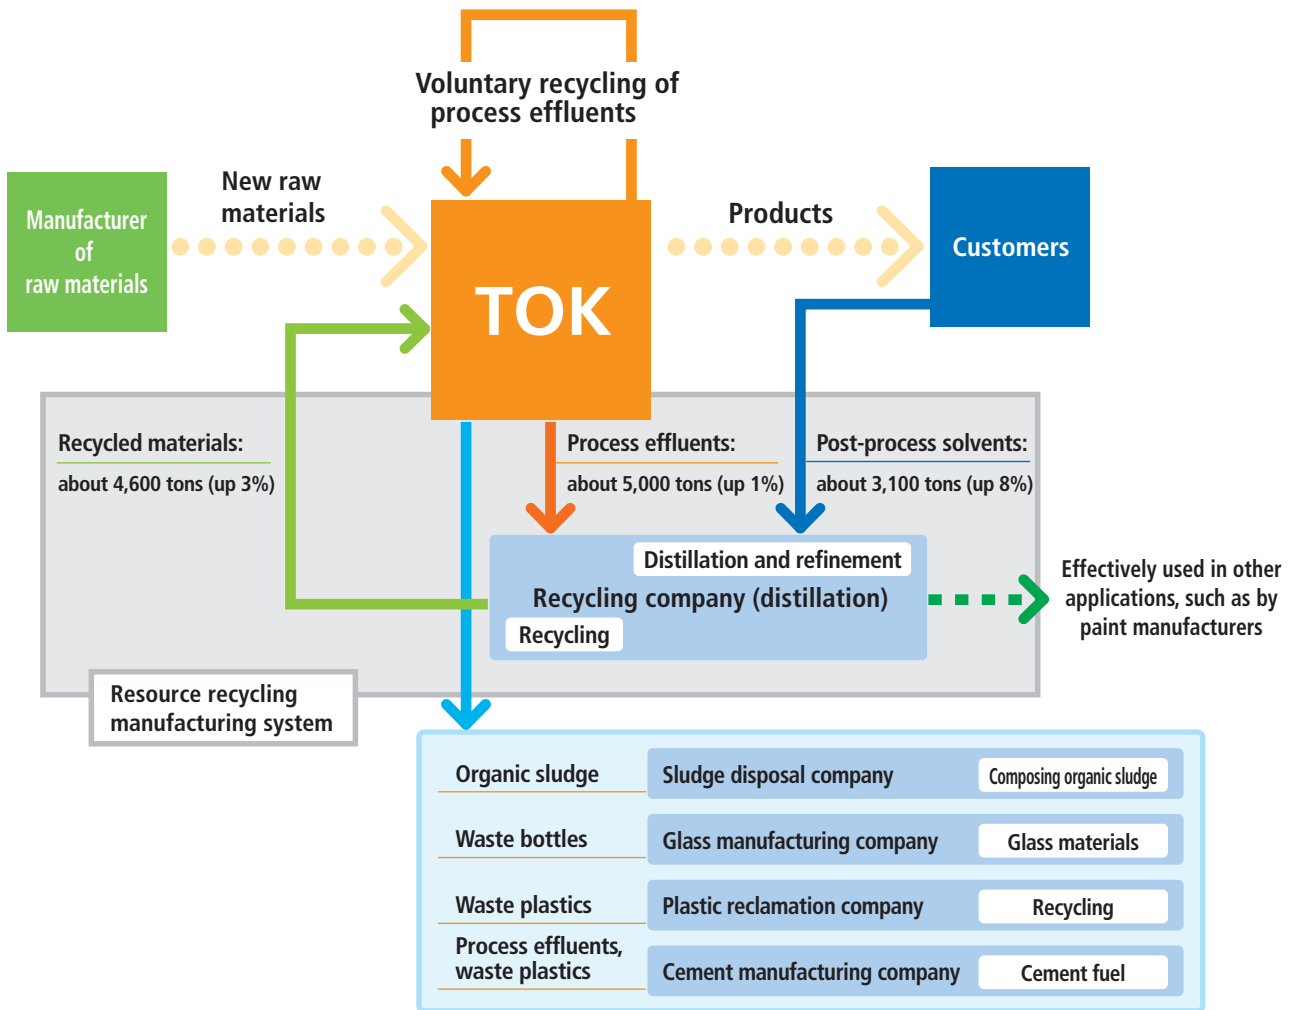 Voluntary recycling of
process effluents
Manufacturer
of
raw materials
New raw
materials
TOK
Products
Customers
Recycled materials:
about 4,600 tons (up 3%)
Process effluents:
about 5,000 tons (up 1%)
Post-process solvents:
about 3,100 tons (up 8%)
Distillation and refinement
Recycling company (distillation)
Recycling
Effectively used in other
applications, such as by
paint manufacturers
Resource recycling
manufacturing system
Organic sludge
Sludge disposal company
Composing organic sludge
Waste bottles
Glass manufacturing company
Glass materials
Waste plastics
Plastic reclamation company
Recycling
Process effluents,
waste plastics
Cement manufacturing company
Cement fuel